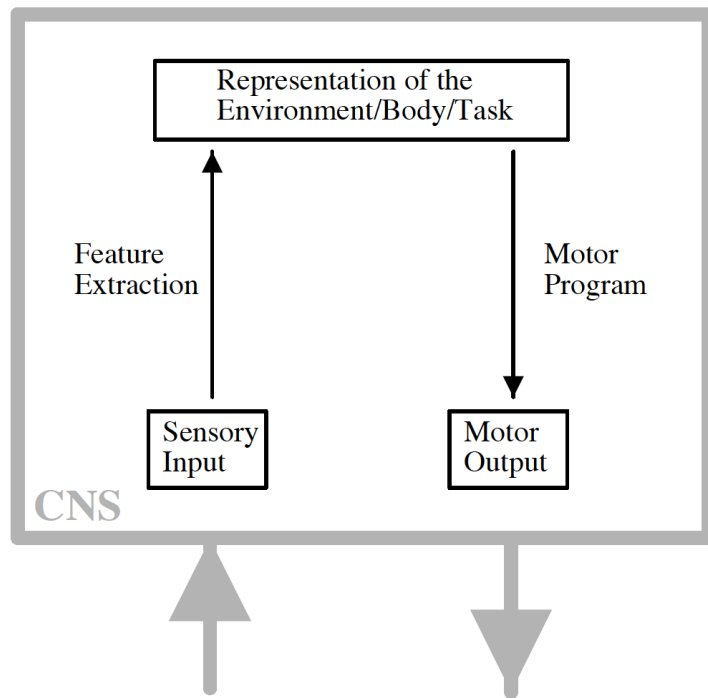 Representation of the
Environment/Body/Task
Feature
Extraction
Motor
Program
Sensory
Input
Motor
Output
CNS